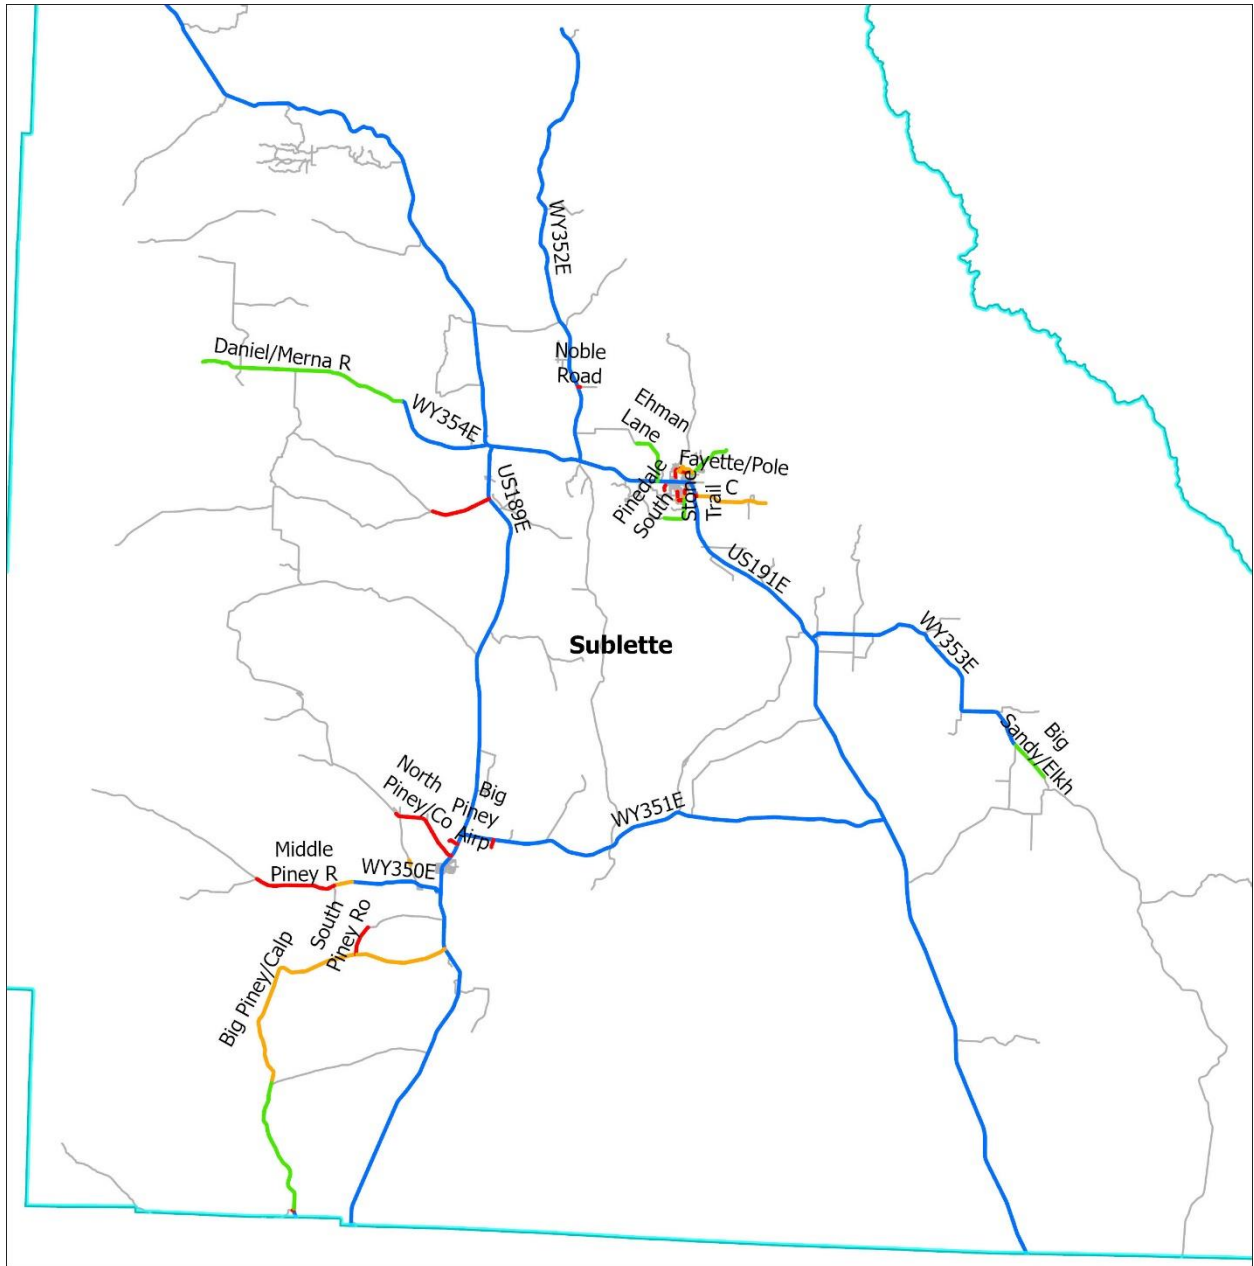 WY352E
Noble
Road
Daniel/Merna R
WY354E
Ehman
Lane
Fayette/Pole
C
Pinedale
South
Stone
Trail
US189E
US191E
Sublette
WY353E
Big
Sandy/Elkh
North
Piney/Co
Big
Piney
Airp
WY351E
Middle
Piney R
WY350E
South
Piney Ro
Big Piney/Calp